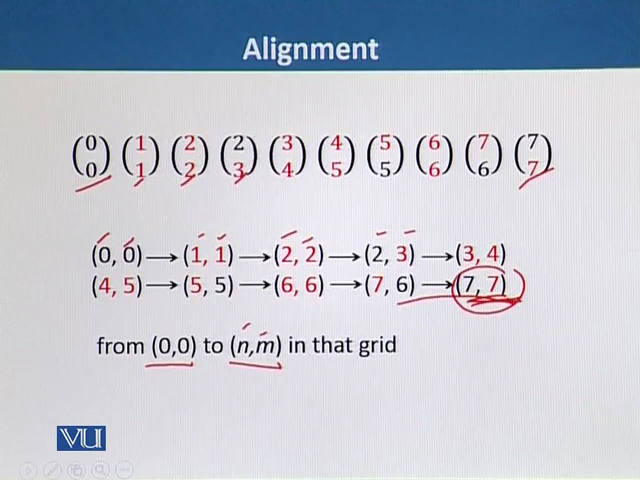 Alignment
(0 0) (1 1) (2 2) (2 3) (3 4) (4 5) (5 5) (6 6) (7 6) (7 7)
(0, 0)→(1, 1)→(2, 2)→(2, 3)→(3, 4)
(4, 5)→(5, 5)→(6, 6)→(7, 6)→(7, 7)
from (0,0) to (n,m) in that grid
VU